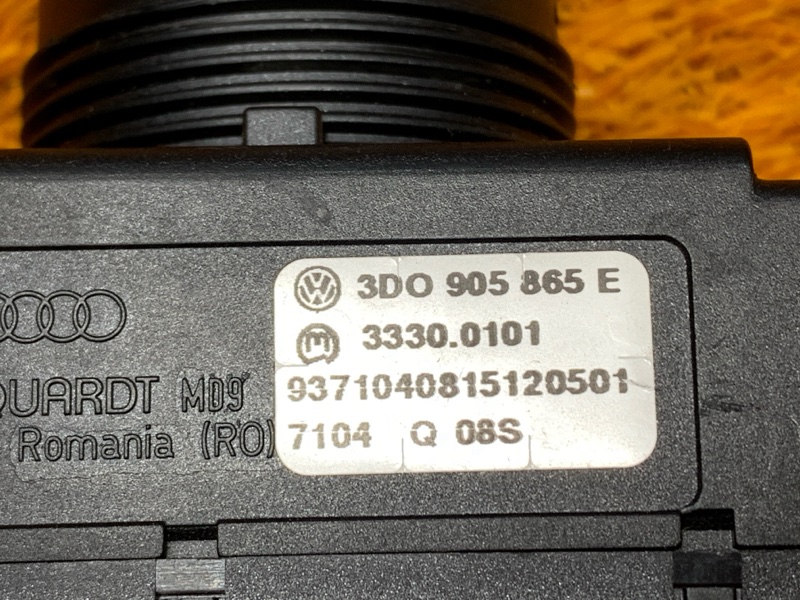 3D0 905 865 E
3330.0101
9371040815120501
7104 Q 08S
QUARDT MD9
Romania (RO)